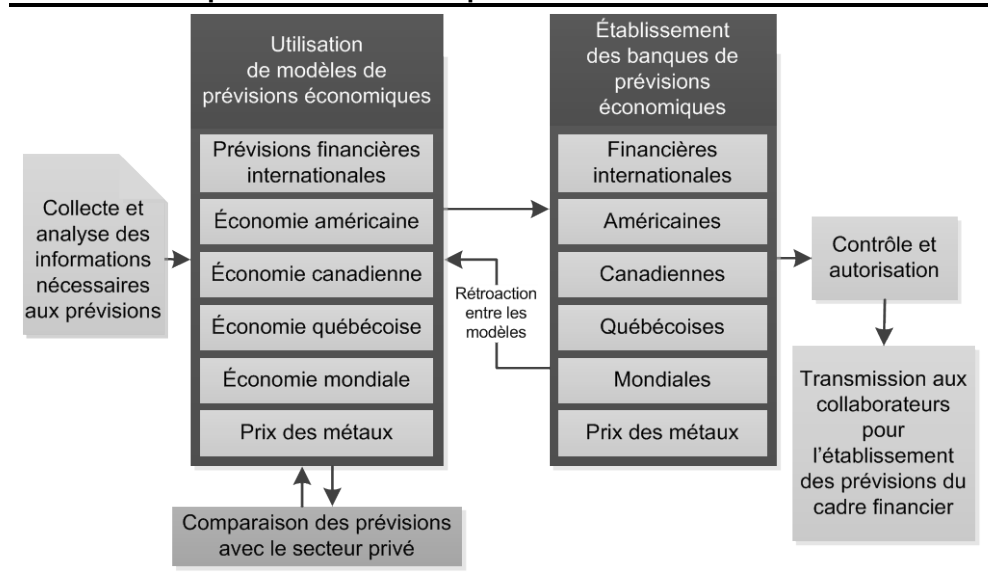 Collecte et
analyse des
informations
nécessaires
aux prévisions
Utilisation
de modèles de
prévisions économiques
Prévisions financières
internationales
Économie américaine
Économie canadienne
Économie québécoise
Économie mondiale
Prix des métaux
Comparaison des prévisions
avec le secteur privé
Rétroaction
entre les
modèles
Établissement
des banques de
prévisions
économiques
Financières
internationales
Américaines
Canadiennes
Québécoises
Mondiales
Prix des métaux
Contrôle et
autorisation
Transmission aux
collaborateurs
pour
l'établissement
des prévisions du
cadre financier